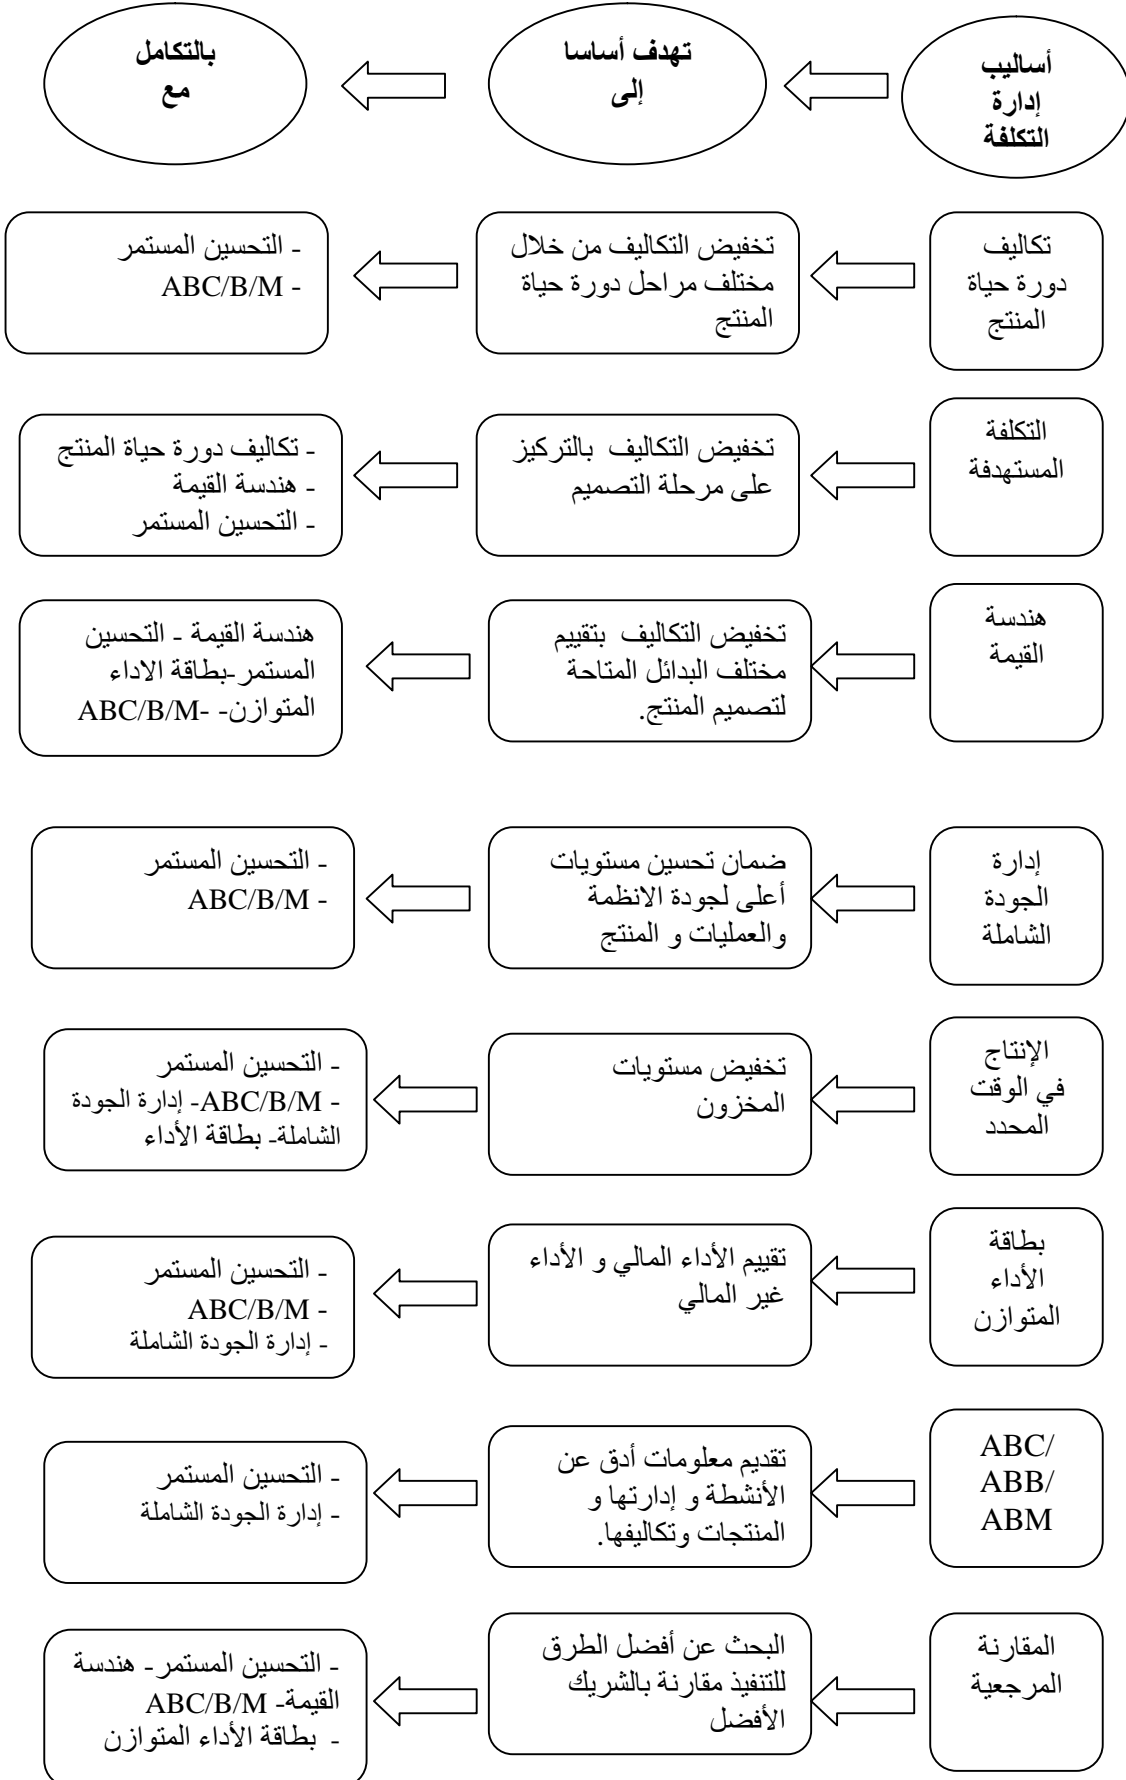 أساليب
إدارة
التكلفة
تهدف أساسا
إلى
بالتكامل
مع
تكاليف
دورة حياة
المنتج
تخفيض التكاليف من خلال
مختلف مراحل دورة حياة
المنتج
- التحسين المستمر
- ABC/B/M
التكلفة
المستهدفة
تخفيض التكاليف بالتركيز
على مرحلة التصميم
- تكاليف دورة حياة المنتج
- هندسة القيمة
- التحسين المستمر
هندسة
القيمة
تخفيض التكاليف بتقييم
مختلف البدائل المتاحة
لتصميم المنتج.
هندسة القيمة - التحسين
المستمر-بطاقة الاداء
المتوازن- -ABC/B/M
إدارة
الجودة
الشاملة
ضمان تحسين مستويات
أعلى لجودة الانظمة
والعمليات و المنتج
- التحسين المستمر
- ABC/B/M
الإنتاج
في الوقت
المحدد
تخفيض مستويات
المخزون
- التحسين المستمر
- ABC/B/M- إدارة الجودة
الشاملة- بطاقة الأداء
بطاقة
الأداء
المتوازن
تقييم الأداء المالي و الأداء
غير المالي
- التحسين المستمر
- ABC/B/M
- إدارة الجودة الشاملة
ABC/
ABB/
ABM
تقديم معلومات أدق عن
الأنشطة و إدارتها و
المنتجات وتكاليفها.
- التحسين المستمر
- إدارة الجودة الشاملة
المقارنة
المرجعية
البحث عن أفضل الطرق
للتنفيذ مقارنة بالشريك
الأفضل
- التحسين المستمر- هندسة
القيمة- ABC/B/M
- بطاقة الأداء المتوازن